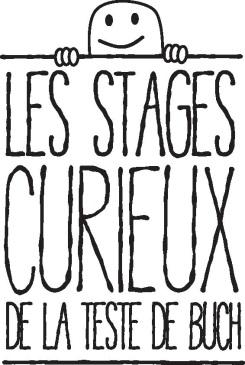 LES STAGES
CURIEUX
DE LA TESTE DE BUCH